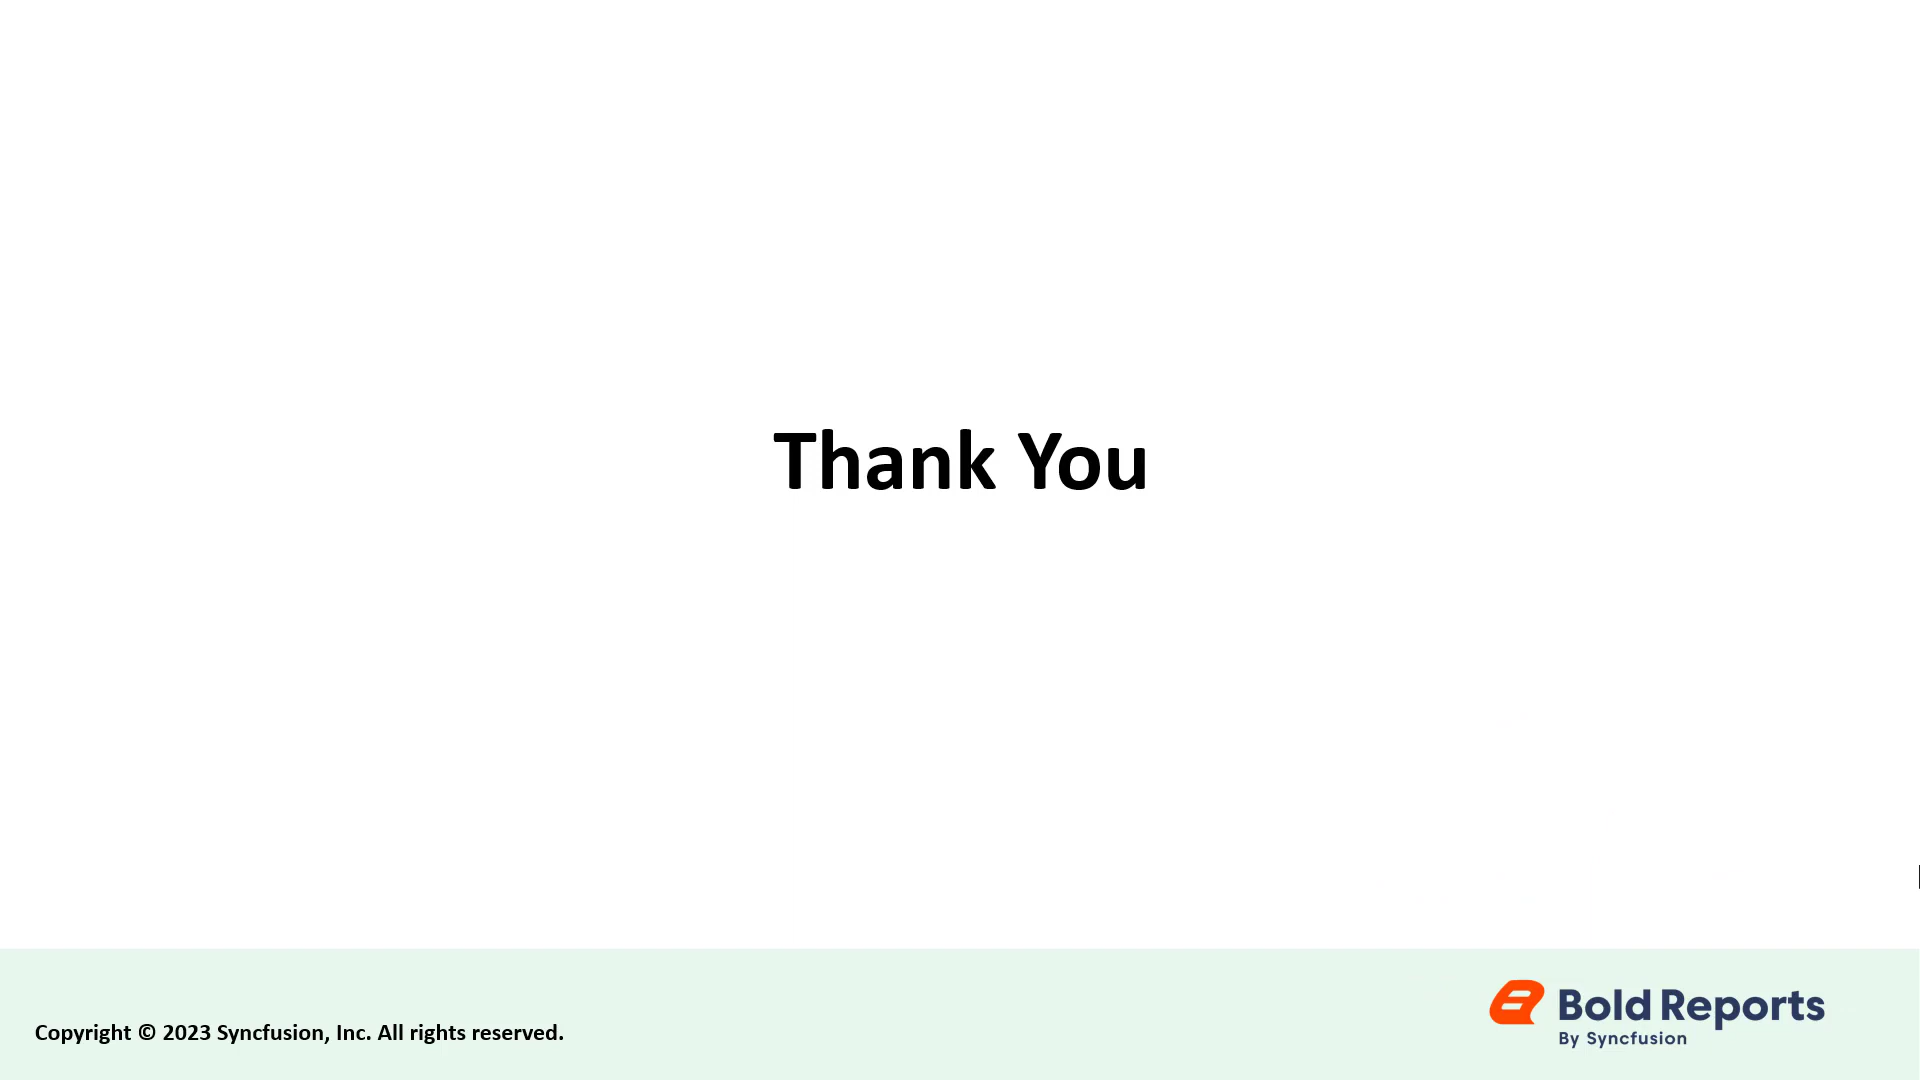 Thank You
Copyright © 2023 Syncfusion, Inc. All rights reserved.
Bold Reports
By Syncfusion